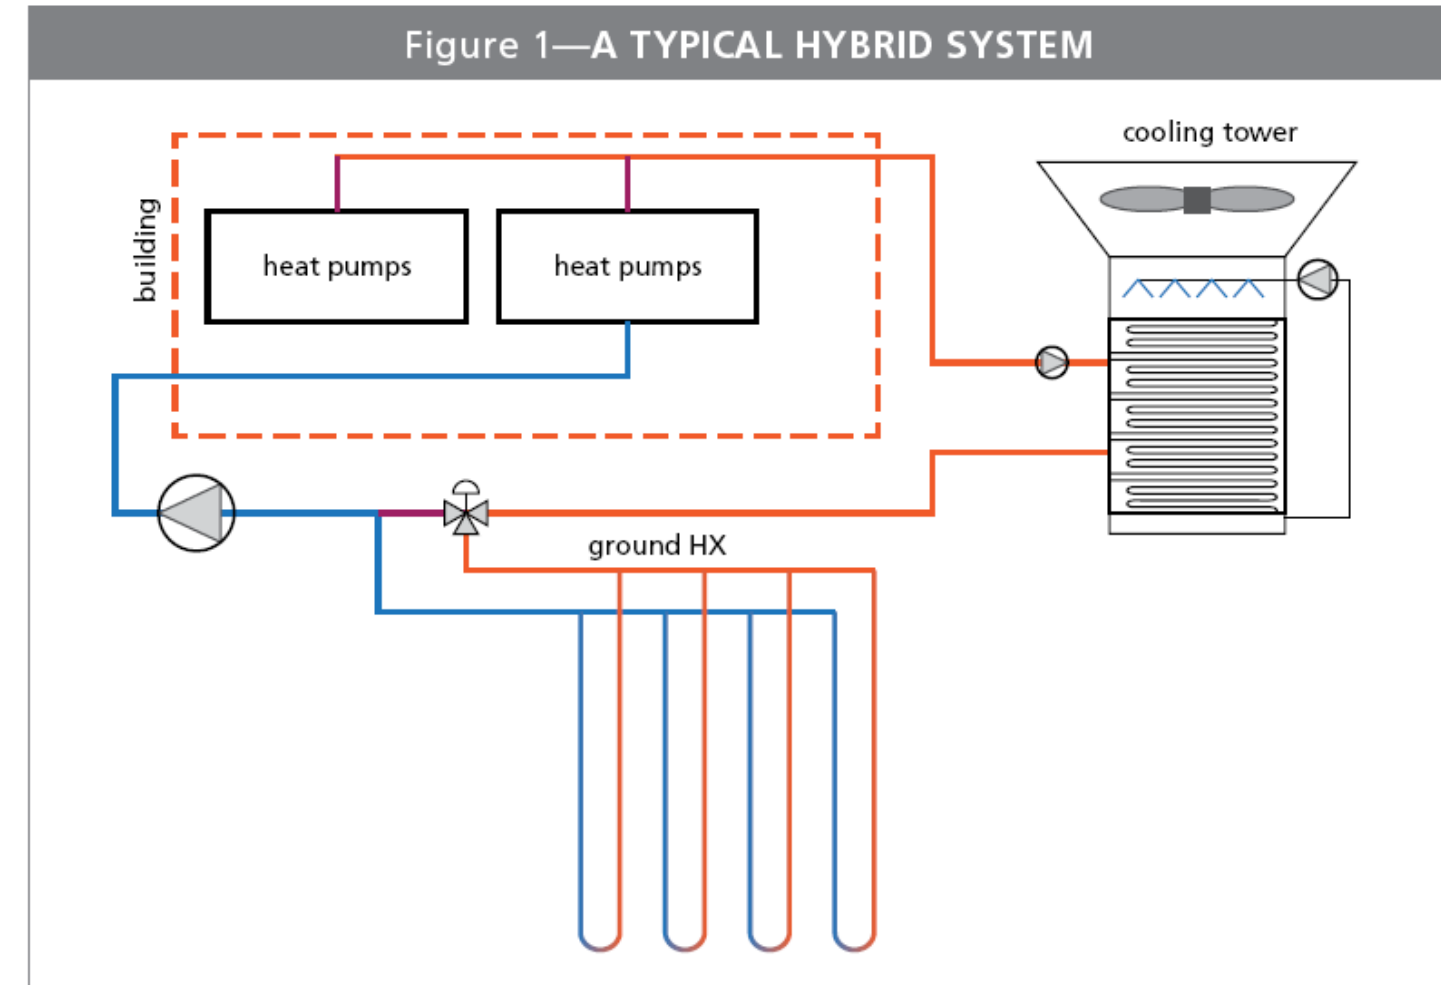 Figure 1—A TYPICAL HYBRID SYSTEM
cooling tower
building
heat pumps
heat pumps
ground HX